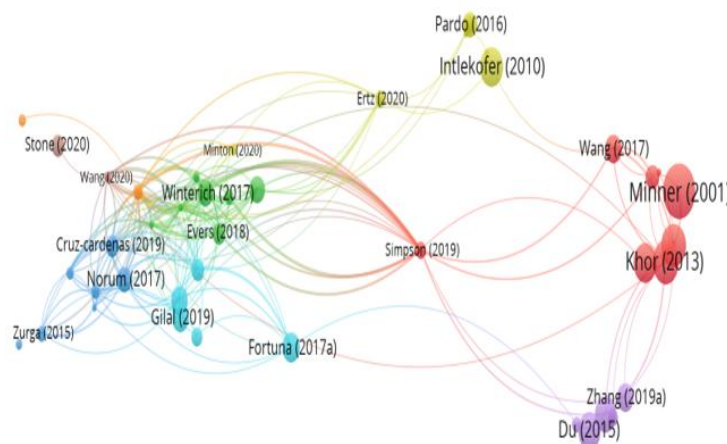 Pardo (2016)
Intlekofer (2010)
Ertz (2020)
Stone (2020)
Minton (2020)
Wang (2017)
Wang (2020)
Winterich (2017)
Minner (2001)
Evers (2018)
Cruz-cardenas (2019)
Simpson (2019)
Khor (2013)
Norum (2017)
Gilal (2019)
Zurga (2015)
Fortuna (2017a)
Zhang (2019a)
Du (2015)